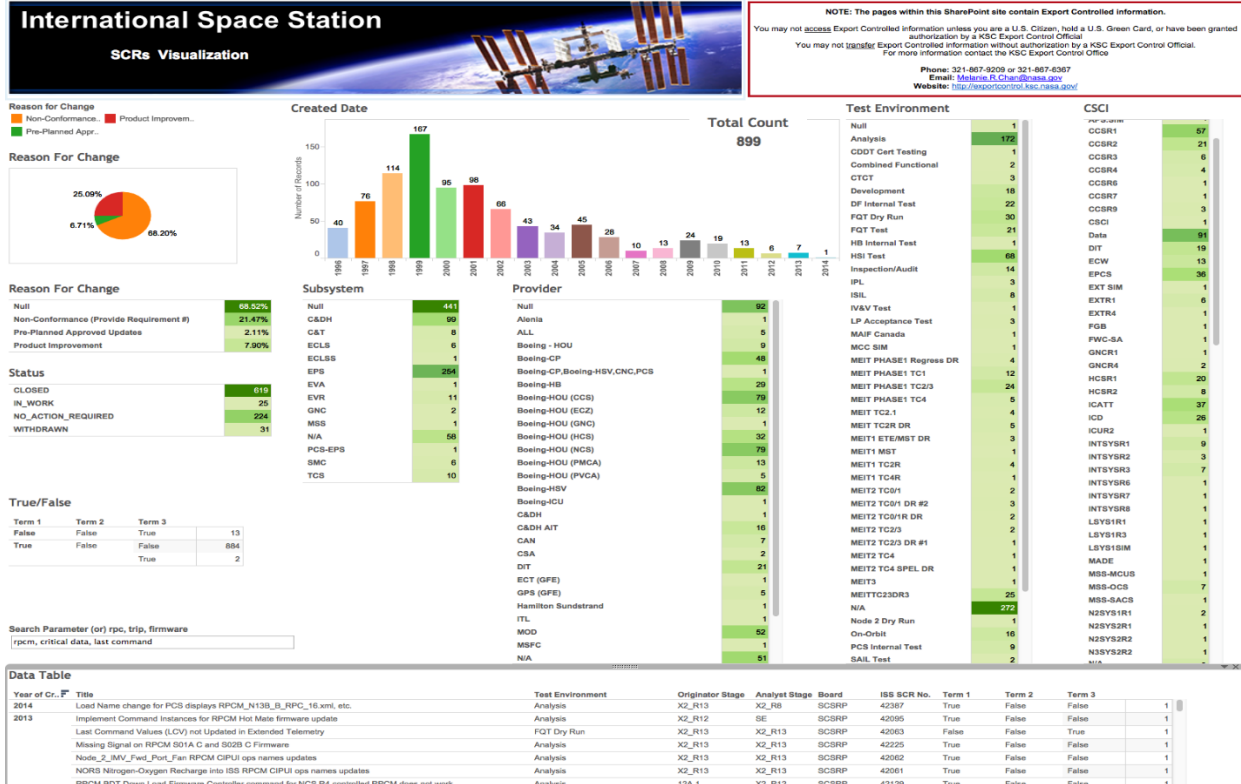 International Space Station
SCRs Visualization
NOTE: The pages within this SharePoint site contain Export Controlled information.
You may not access Export Controlled information unless you are a U.S. Citizen, hold a U.S. Green Card, or have been granted
authorization by a KSC Export Control Official
You may not transfer Export Controlled information without authorization by a KSC Export Control Official.
For more information contact the KSC Export Control Office
Phone: 321-867-9209 or 321-867-6367
Email: Melanie.R.Chan@nasa.gov
Website: http://exportcontrol.ksc.nasa.gov/
Reason for Change
Non-Conformance.. Product Improvem..
Pre-Planned Appr..
Reason For Change
25.09%
6.71%
68.20%
Created Date
Total Count
899
Number of Records
150
100
50
0
40 76 114 167 95 98 66 43 34 45 28 10 13 24 19 13 6 7 1
1996 1997 1998 1999 2000 2001 2002 2003 2004 2005 2006 2007 2008 2009 2010 2011 2012 2013 2014
Reason For Change
Null 68.52%
Non-Conformance (Provide Requirement #) 21.47%
Pre-Planned Approved Updates 2.11%
Product Improvement 7.90%
Status
CLOSED 619
IN_WORK 25
NO_ACTION_REQUIRED 224
WITHDRAWN 31
True/False
Term 1 Term 2 Term 3
False False True 13
True False False 884
True 2
Search Parameter (or) rpc, trip, firmware
rpcm, critical data, last command
Subsystem
Null 441
C&DH 99
C&T 8
ECLS 6
ECLSS 1
EPS 254
EVA 1
EVR 11
GNC 2
MSS 1
N/A 58
PCS-EPS 1
SMC 6
TCS 10
Provider
Null 92
Alenia 1
ALL 5
Boeing - HOU 9
Boeing-CP 48
Boeing-CP,Boeing-HSV,CNC,PCS 1
Boeing-HB 29
Boeing-HOU (CCS) 79
Boeing-HOU (ECZ) 12
Boeing-HOU (GNC) 1
Boeing-HOU (HCS) 32
Boeing-HOU (NCS) 79
Boeing-HOU (PMCA) 13
Boeing-HOU (PVCA) 5
Boeing-HSV 82
Boeing-ICU 1
C&DH 1
C&DH AIT 16
CAN 7
CSA 2
DIT 21
ECT (GFE) 1
GPS (GFE) 5
Hamilton Sundstrand 1
ITL 1
MOD 52
MSFC 1
N/A 51
Test Environment
Null 1
Analysis 172
CDDT Cert Testing 1
Combined Functional 2
CTCT 3
Development 18
DF Internal Test 22
FQT Dry Run 30
FQT Test 21
HB Internal Test 1
HSI Test 68
Inspection/Audit 14
IPL 3
ISIL 8
IV&V Test 1
LP Acceptance Test 3
MAIF Canada 1
MCC SIM 1
MEIT PHASE1 Regress DR 4
MEIT PHASE1 TC1 12
MEIT PHASE1 TC2/3 24
MEIT PHASE1 TC4 5
MEIT TC2.1 4
MEIT TC2R DR 5
MEIT1 ETE/MST DR 3
MEIT1 MST 1
MEIT1 TC2R 4
MEIT1 TC4R 1
MEIT2 TC0/1 2
MEIT2 TC0/1 DR #2 3
MEIT2 TC0/1R DR 2
MEIT2 TC2/3 2
MEIT2 TC2/3 DR #1 1
MEIT2 TC4 1
MEIT2 TC4 SPEL DR 1
MEIT3 1
MEITTC23DR3 25
N/A 272
Node 2 Dry Run 1
On-Orbit 16
PCS Internal Test 9
SAIL Test 2
CSCI
CCSR1 57
CCSR2 21
CCSR3 6
CCSR4 4
CCSR6 1
CCSR7 1
CCSR9 3
CSCI 1
Data 91
DIT 19
ECW 13
EPCS 36
EXT SIM 1
EXTR1 6
EXTR4 1
FGB 1
FWC-SA 1
GNCR1 1
GNCR4 2
HCSR1 20
HCSR2 8
ICATT 37
ICD 26
ICUR2 1
INTSYSR1 9
INTSYSR2 3
INTSYSR3 7
INTSYSR6 1
INTSYSR7 1
INTSYSR8 1
LSYS1R1 1
LSYS1R3 1
LSYS1SIM 1
MADE 1
MSS-MCUS 1
MSS-OCS 7
MSS-SACS 1
N2SYS1R1 2
N2SYS2R1 1
N2SYS2R2 1
N3SYS2R2 1
Data Table
Year of Cr.. Title Test Environment Originator Stage Analyst Stage Board ISS SCR No. Term 1 Term 2 Term 3
2014 Load Name change for PCS displays RPCM_N13B_B_RPC_16.xml, etc. Analysis X2_R13 X2_R8 SCSRP 42387 True False False 1
2013 Implement Command Instances for RPCM Hot Mate firmware update Analysis X2_R12 SE SCSRP 42095 True False False 1
Last Command Values (LCV) not Updated in Extended Telemetry FQT Dry Run X2_R13 X2_R13 SCSRP 42063 False False True 1
Missing Signal on RPCM S01A C and S02B C Firmware Analysis X2_R13 X2_R13 SCSRP 42225 True False False 1
Node_2_IMV_Fwd_Port_Fan RPCM CIPUI ops names updates Analysis X2_R13 X2_R13 SCSRP 42062 True False False 1
NORS Nitrogen-Oxygen Recharge into ISS RPCM CIPUI ops names updates Analysis X2_R13 X2_R13 SCSRP 42061 True False False 1